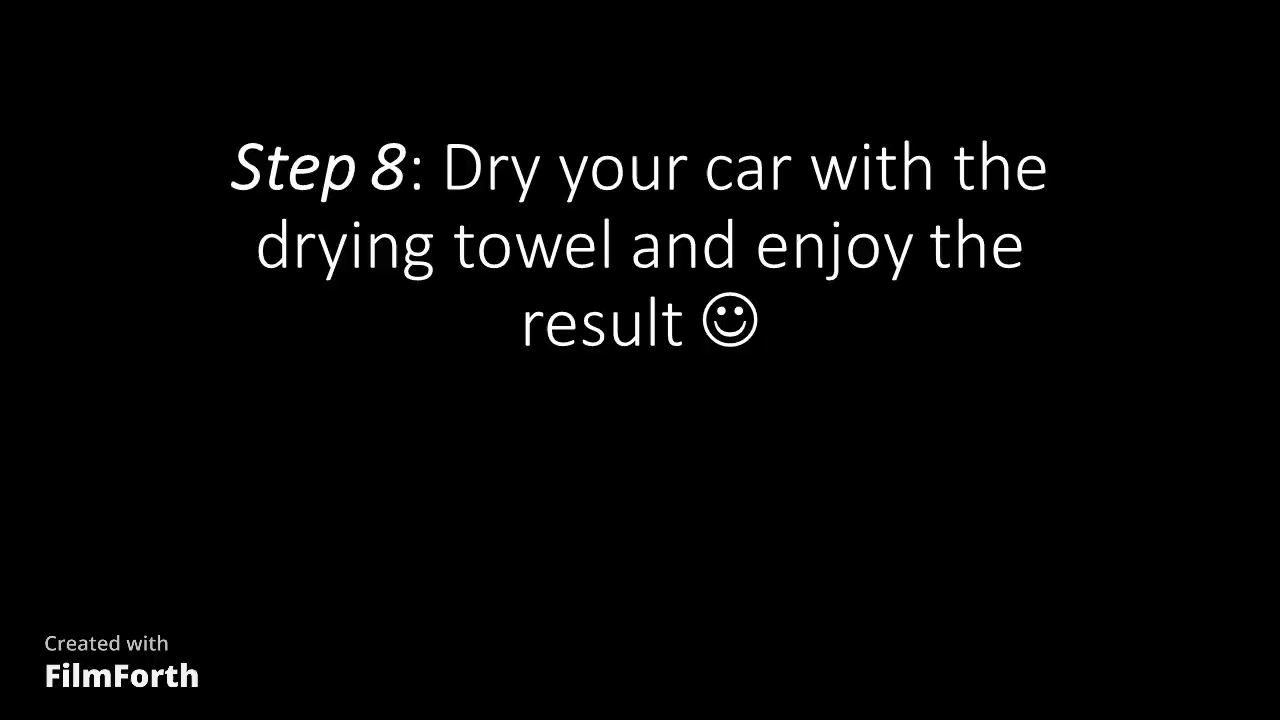 Step 8: Dry your car with the
drying towel and enjoy the
result ☺
Created with
FilmForth